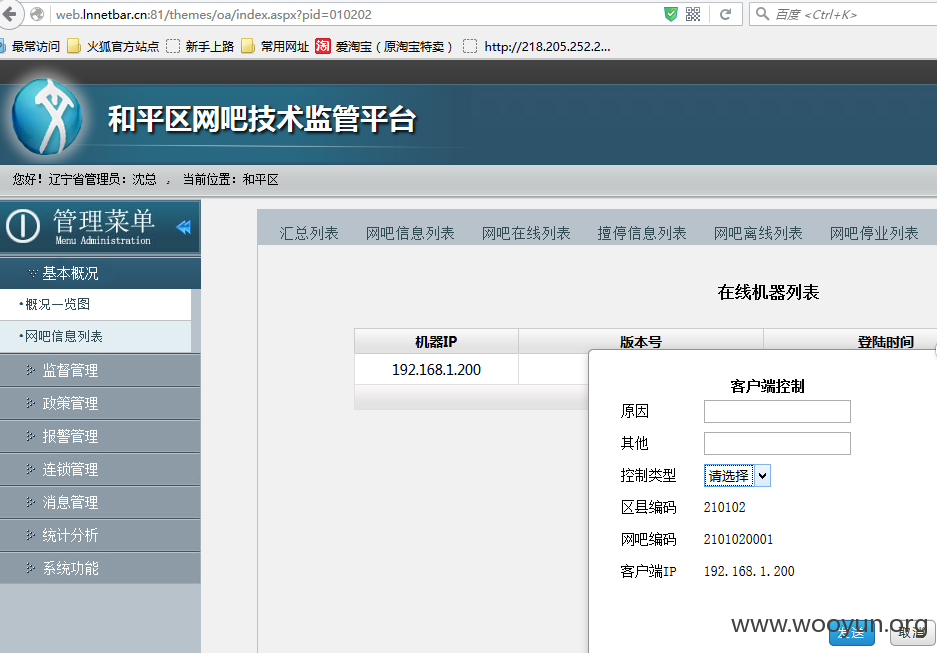 web.lnnetbar.cn:81/themes/oa/index.aspx?pid=010202 百度 <Ctrl+K>
最常访问 火狐官方站点 新手上路 常用网址 淘 爱淘宝（原淘宝特卖） http://218.205.252.2...
和平区网吧技术监管平台
您好！辽宁省管理员：沈总 。 当前位置：和平区
管理菜单
Menu Administration
汇总列表 网吧信息列表 网吧在线列表 擅停信息列表 网吧离线列表 网吧停业列表
基本概况
•概况一览图
•网吧信息列表
监督管理
政策管理
报警管理
连锁管理
消息管理
统计分析
系统功能
在线机器列表
机器IP 版本号 登陆时间
192.168.1.200
客户端控制
原因
其他
控制类型 请选择
区县编码 210102
网吧编码 2101020001
客户端IP 192.168.1.200
发送 取消
www.wooyun.org